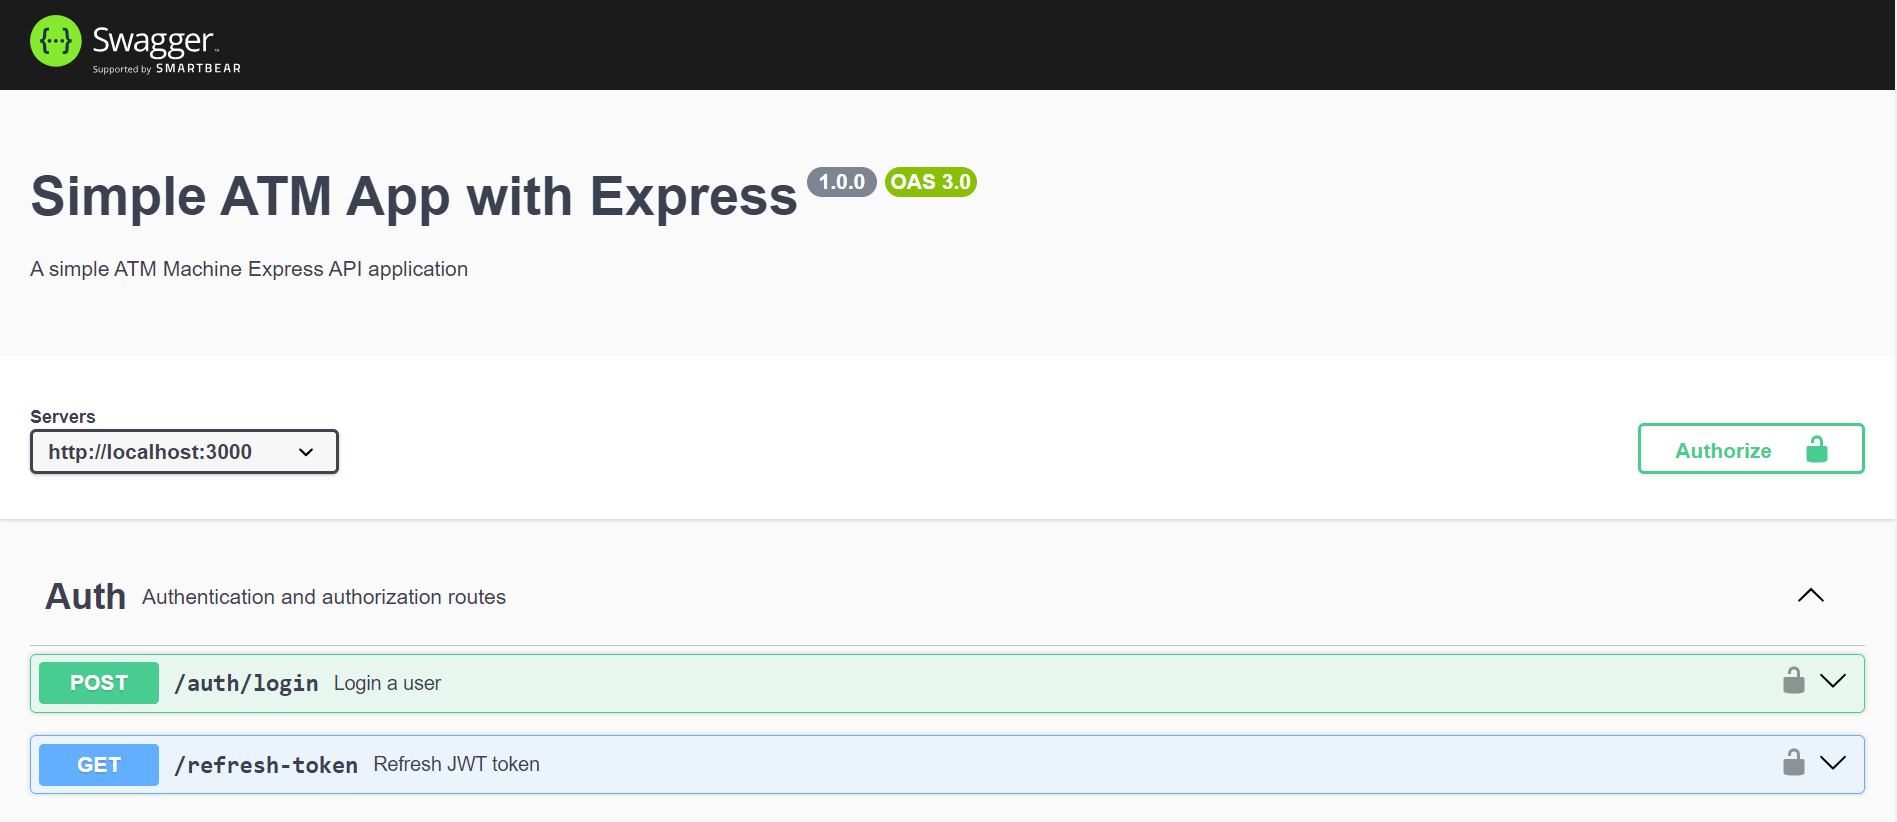 {···} Swagger™
Supported by SMARTBEAR
Simple ATM App with Express 1.0.0 OAS 3.0
A simple ATM Machine Express API application
Servers
http://localhost:3000
Authorize
Auth Authentication and authorization routes
POST /auth/login Login a user
GET /refresh-token Refresh JWT token